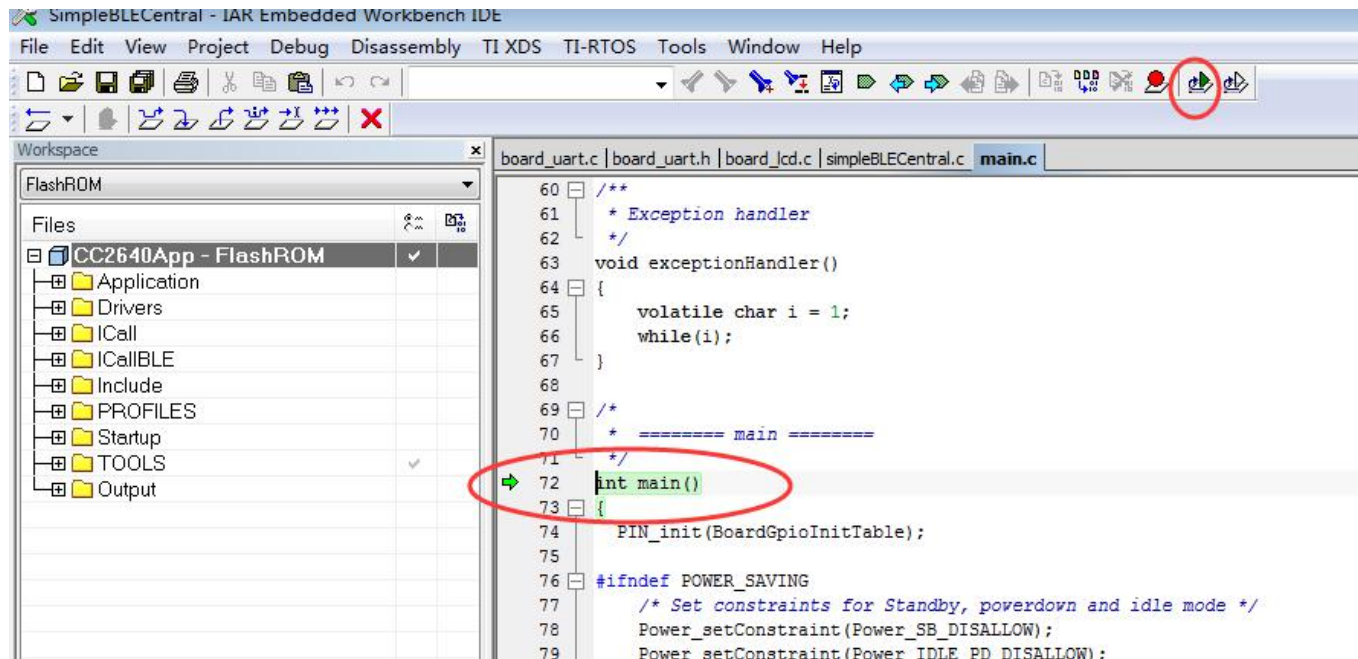 SimpleBLECentral - IAR Embedded Workbench IDE
File Edit View Project Debug Disassembly TI XDS TI-RTOS Tools Window Help
Workspace
FlashROM
Files
CC2640App - FlashROM
Application
Drivers
ICall
ICallBLE
Include
PROFILES
Startup
TOOLS
Output
board_uart.c | board_uart.h | board_lcd.c | simpleBLECentral.c main.c
60 /**
61 * Exception handler
62 */
63 void exceptionHandler()
64 {
65 volatile char i = 1;
66 while(i);
67 }
68
69 /*
70 * ======== main ========
71 */
72 int main()
73 {
74 PIN_init(BoardGpioInitTable);
75
76 #ifndef POWER_SAVING
77 /* Set constraints for Standby, powerdown and idle mode */
78 Power_setConstraint(Power_SB_DISALLOW);
79 Power_setConstraint(Power_IDLE_PD_DISALLOW);